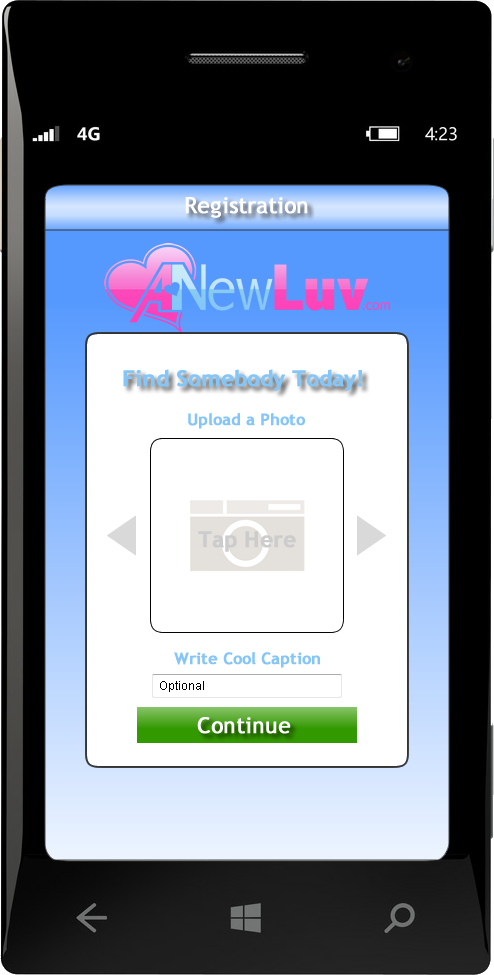 4G 4:23
Registration
ANewLuv.com
Find Somebody Today!
Upload a Photo
Tap Here
Write Cool Caption
Optional
Continue